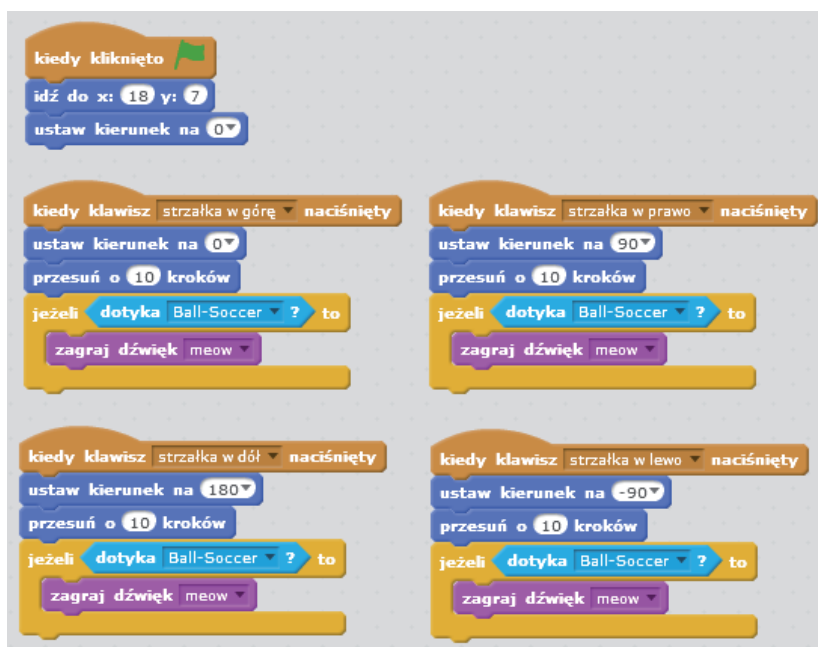 kiedy kliknięto
idź do x: 18 y: 7
ustaw kierunek na 0
kiedy klawisz strzałka w górę naciśnięty
ustaw kierunek na 0
przesuń o 10 kroków
jeżeli dotyka Ball-Soccer ? to
zagraj dźwięk meow
kiedy klawisz strzałka w prawo naciśnięty
ustaw kierunek na 90
przesuń o 10 kroków
jeżeli dotyka Ball-Soccer ? to
zagraj dźwięk meow
kiedy klawisz strzałka w dół naciśnięty
ustaw kierunek na 180
przesuń o 10 kroków
jeżeli dotyka Ball-Soccer ? to
zagraj dźwięk meow
kiedy klawisz strzałka w lewo naciśnięty
ustaw kierunek na -90
przesuń o 10 kroków
jeżeli dotyka Ball-Soccer ? to
zagraj dźwięk meow